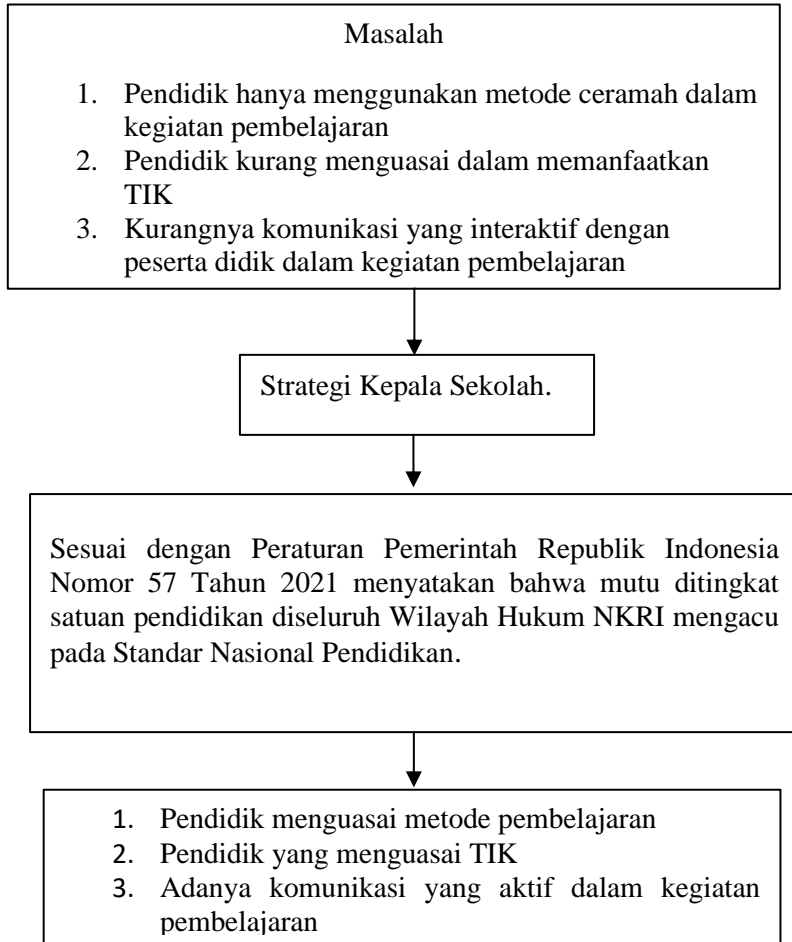 Masalah
1. Pendidik hanya menggunakan metode ceramah dalam
kegiatan pembelajaran
2. Pendidik kurang menguasai dalam memanfaatkan
TIK
3. Kurangnya komunikasi yang interaktif dengan
peserta didik dalam kegiatan pembelajaran
Strategi Kepala Sekolah.
Sesuai dengan Peraturan Pemerintah Republik Indonesia
Nomor 57 Tahun 2021 menyatakan bahwa mutu ditingkat
satuan pendidikan diseluruh Wilayah Hukum NKRI mengacu
pada Standar Nasional Pendidikan.
1. Pendidik menguasai metode pembelajaran
2. Pendidik yang menguasai TIK
3. Adanya komunikasi yang aktif dalam kegiatan
pembelajaran